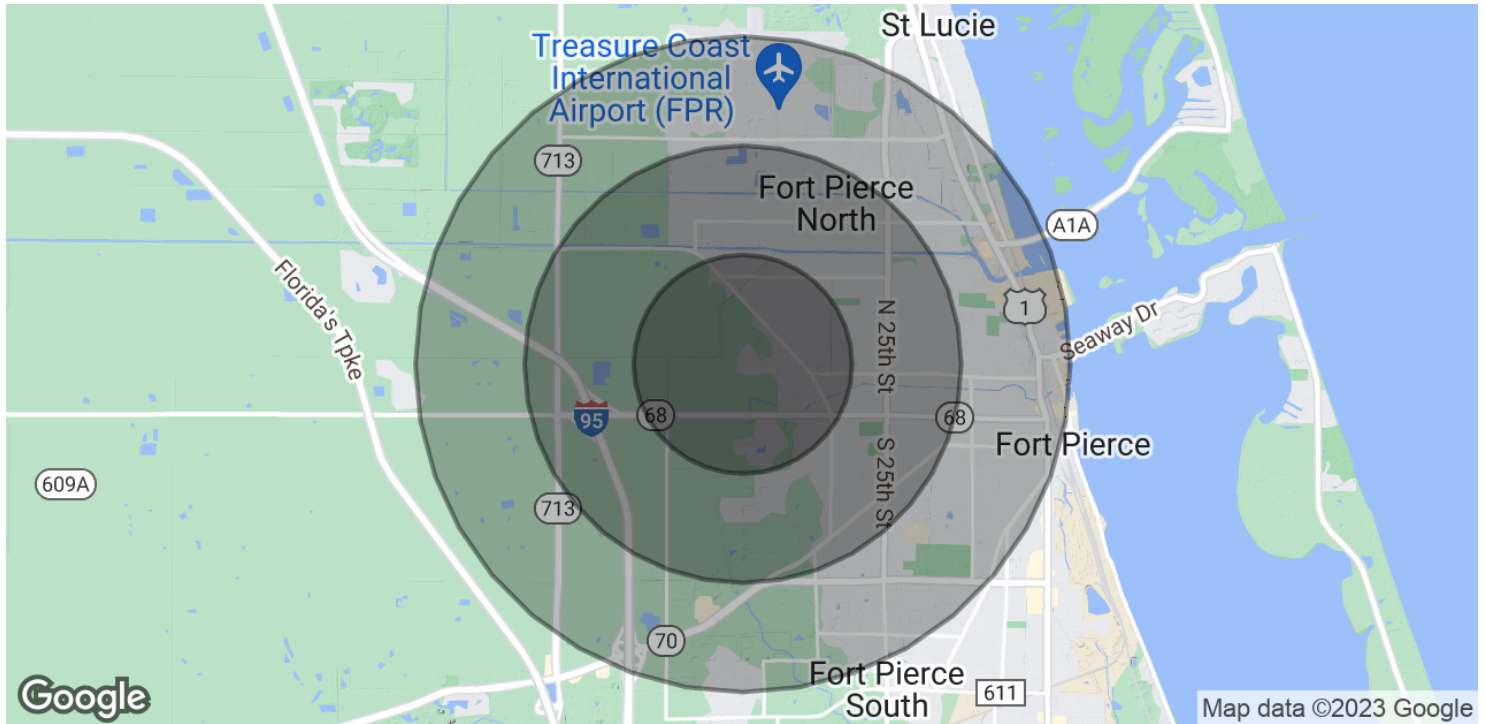 St Lucie
Treasure Coast
International
Airport (FPR)
713
Fort Pierce
North
A1A
Florida's Tpke
N 25th St
1
Seaway Dr
95
68
68
Fort Pierce
S 25th St
609A
713
70
Fort Pierce
South
611
Google
Map data ©2023 Google